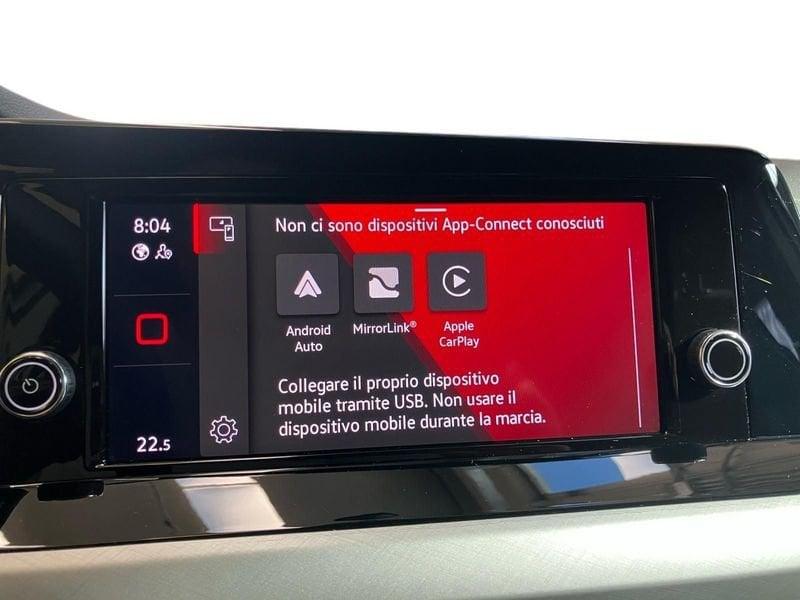 8:04
Non ci sono dispositivi App-Connect conosciuti
Android
Auto
MirrorLink®
Apple
CarPlay
Collegare il proprio dispositivo
mobile tramite USB. Non usare il
dispositivo mobile durante la marcia.
22.5